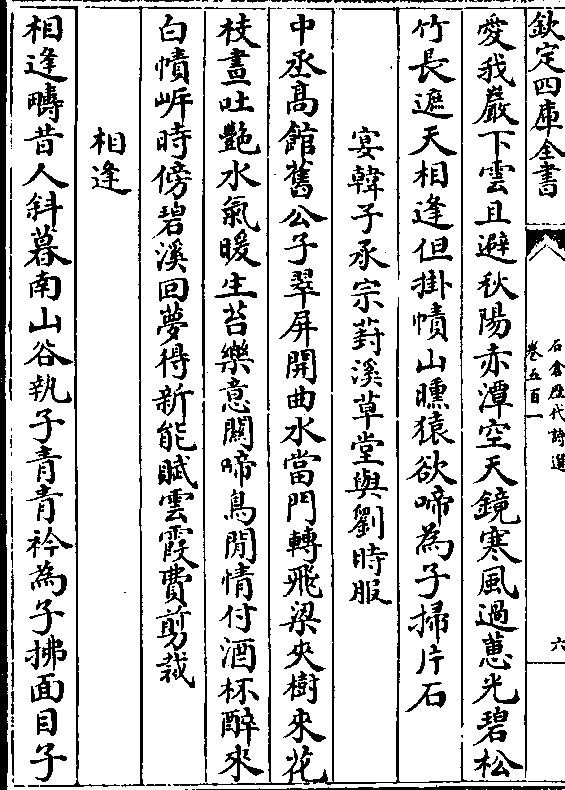 欽定四庫全書
石倉歷代詩選
卷五百一
六
愛我巖下雲且避秋陽赤潭空天鏡寒風過蔥光碧松
竹長遮天相逢但掛幘山曛猿欲啼為子掃片石
宴韓子承宗葑溪草堂與劉時服
中丞高館舊公子翠屏開曲水當門轉飛梁夾樹來花
枝晝吐艷水氣暖生苔樂意關啼鳥閒情付酒杯醉來
白幘岸時傍碧溪回夢得新能賦雲霞費剪裁
相逢
相逢疇昔人斜暮南山谷執子青青衿為子拂面目子